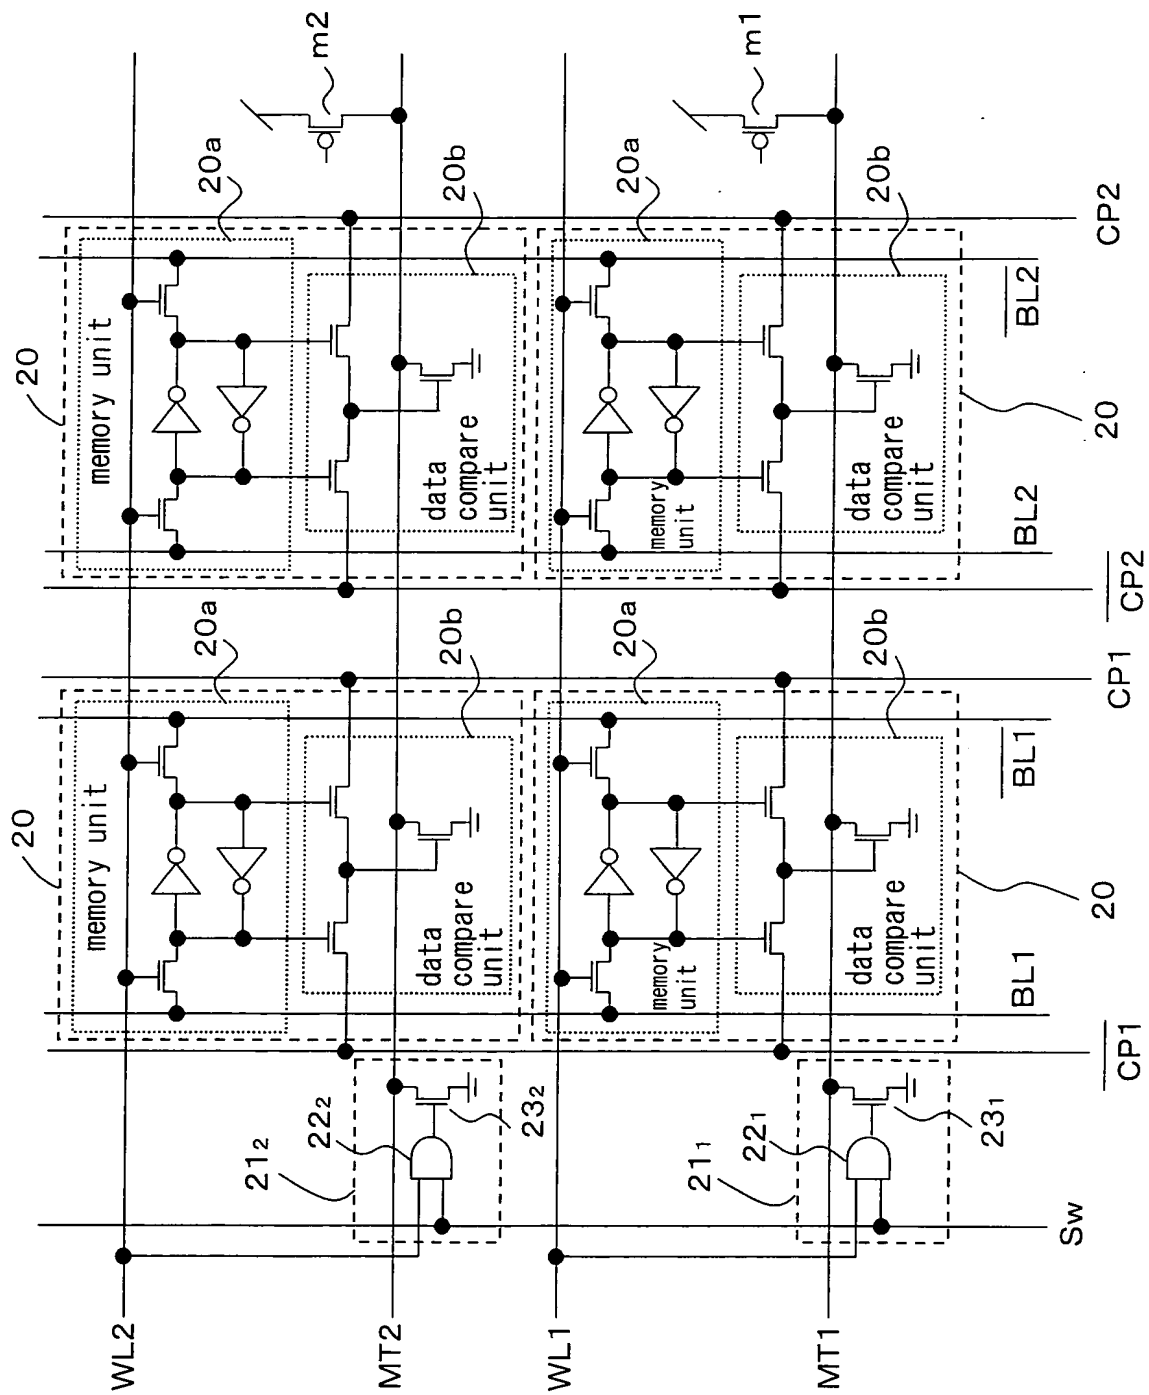 WL2
MT2
WL1
MT1
21₂
22₂
23₂
21₁
22₁
23₁
Sw
20
memory unit
20a
data
compare
unit
20b
20
memory unit
20a
data
compare
unit
20b
m2
memory
unit
20a
data
compare
unit
20b
20
memory
unit
20a
data
compare
unit
20b
20
m1
CP1
BL1
BL1
CP1
CP2
BL2
BL2
CP2